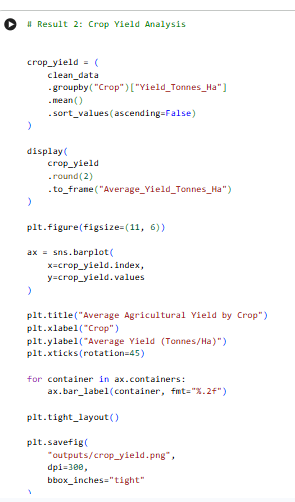 # Result 2: Crop Yield Analysis
crop_yield = (
    clean_data
    .groupby("Crop")["Yield_Tonnes_Ha"]
    .mean()
    .sort_values(ascending=False)
)
display(
    crop_yield
    .round(2)
    .to_frame("Average_Yield_Tonnes_Ha")
)
plt.figure(figsize=(11, 6))
ax = sns.barplot(
    x=crop_yield.index,
    y=crop_yield.values
)
plt.title("Average Agricultural Yield by Crop")
plt.xlabel("Crop")
plt.ylabel("Average Yield (Tonnes/Ha)")
plt.xticks(rotation=45)
for container in ax.containers:
    ax.bar_label(container, fmt="%.2f")
plt.tight_layout()
plt.savefig(
    "outputs/crop_yield.png",
    dpi=300,
    bbox_inches="tight"
)